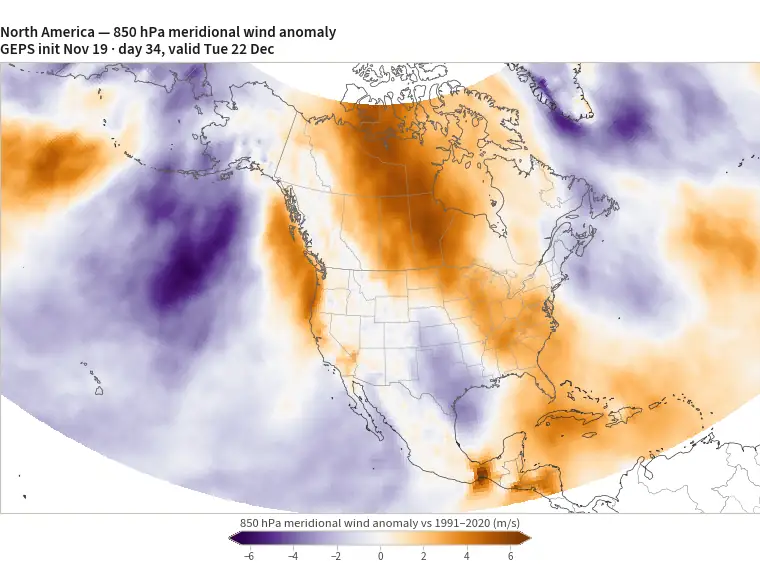 North America — 850 hPa meridional wind anomaly
GEPS init Nov 19 · day 34, valid Tue 22 Dec
850 hPa meridional wind anomaly vs 1991–2020 (m/s)
−6 −4 −2 0 2 4 6